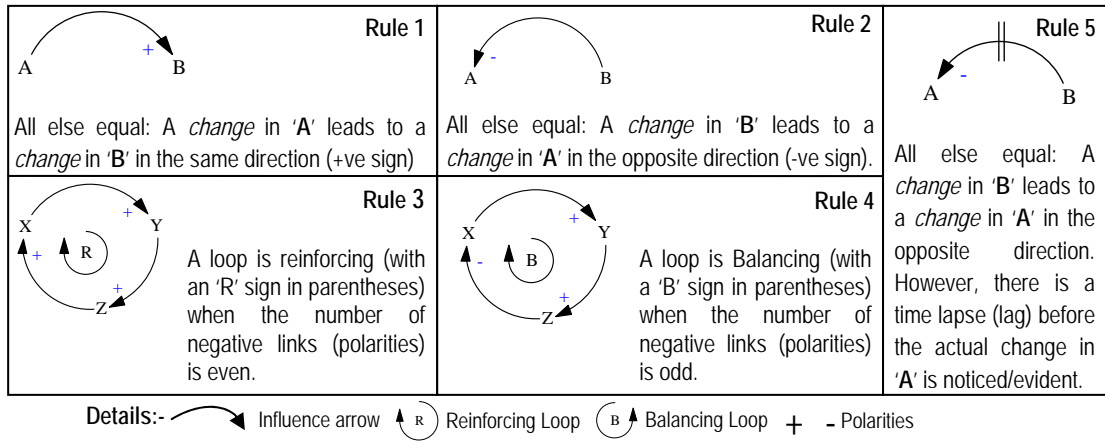 Rule 1
+
A
B
All else equal: A change in 'A' leads to a
change in 'B' in the same direction (+ve sign)
Rule 2
-
A
B
All else equal: A change in 'B' leads to a
change in 'A' in the opposite direction (-ve sign).
Rule 5
-
A
B
All else equal: A
change in 'B' leads to
a change in 'A' in the
opposite direction.
However, there is a
time lapse (lag) before
the actual change in
'A' is noticed/evident.
Rule 3
+
X
Y
+
R
+
Z
A loop is reinforcing (with
an 'R' sign in parentheses)
when the number of
negative links (polarities)
is even.
Rule 4
+
X
Y
-
B
+
Z
A loop is Balancing (with
a 'B' sign in parentheses)
when the number of
negative links (polarities)
is odd.
Details:- Influence arrow R Reinforcing Loop B Balancing Loop + - Polarities